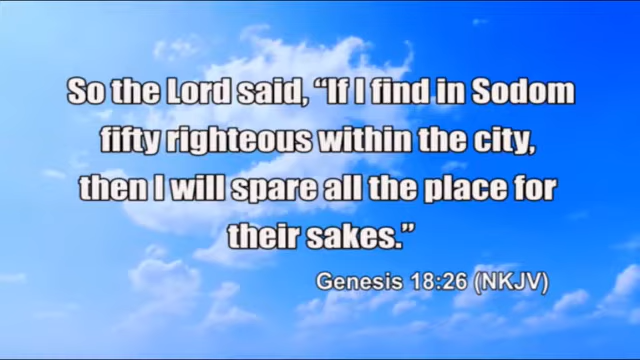 So the Lord said, “If I find in Sodom
fifty righteous within the city,
then I will spare all the place for
their sakes.”
Genesis 18:26 (NKJV)